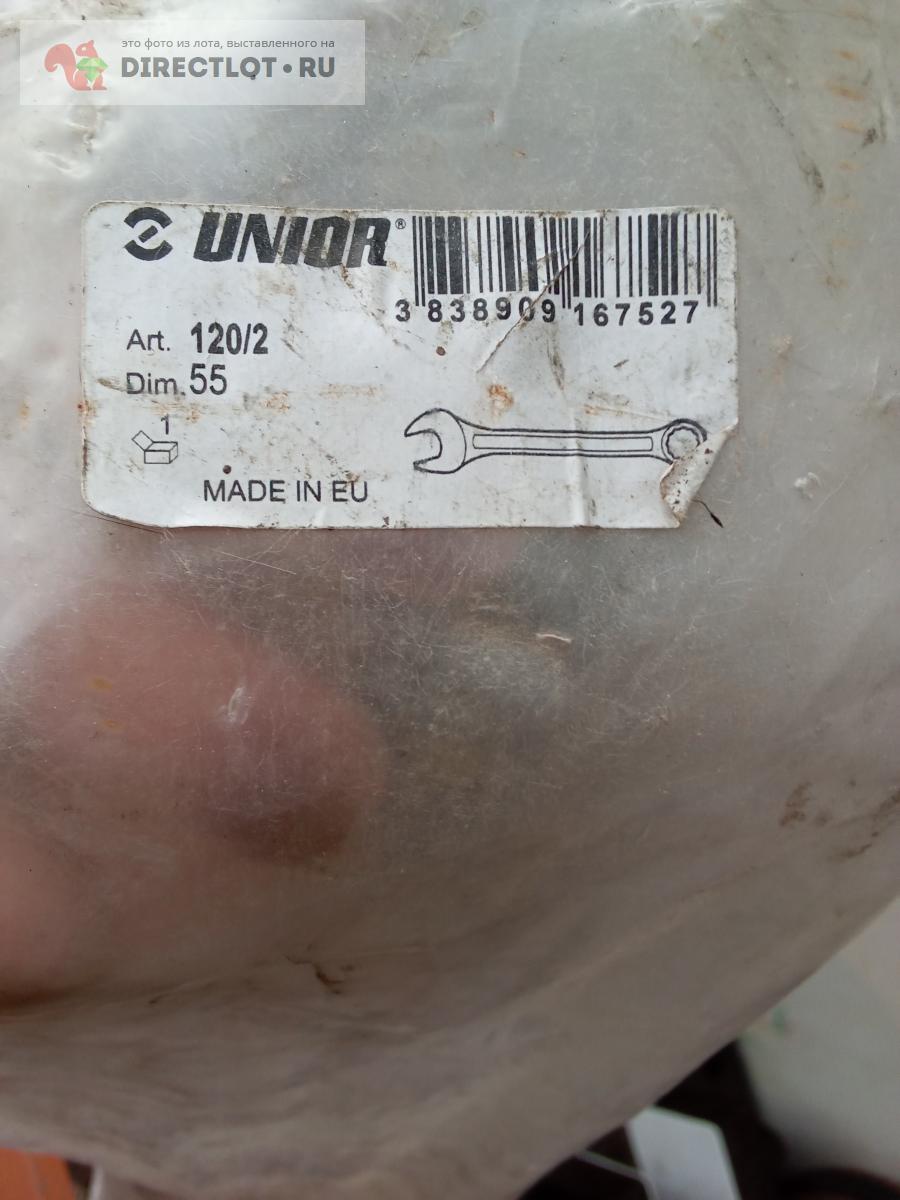 это фото из лота, выставленного на
DIRECTLOT•RU
UNIOR®
3 838909 167527
Art. 120/2
Dim. 55
1
MADE IN EU